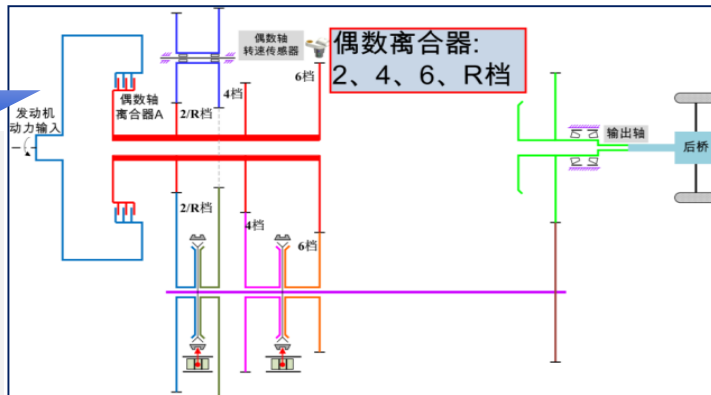 偶数轴
转速传感器
偶数离合器:
2、4、6、R档
6档
4档
2/R档
偶数轴
离合器A
发动机
动力输入
输出轴
后桥
2/R档
4档
6档